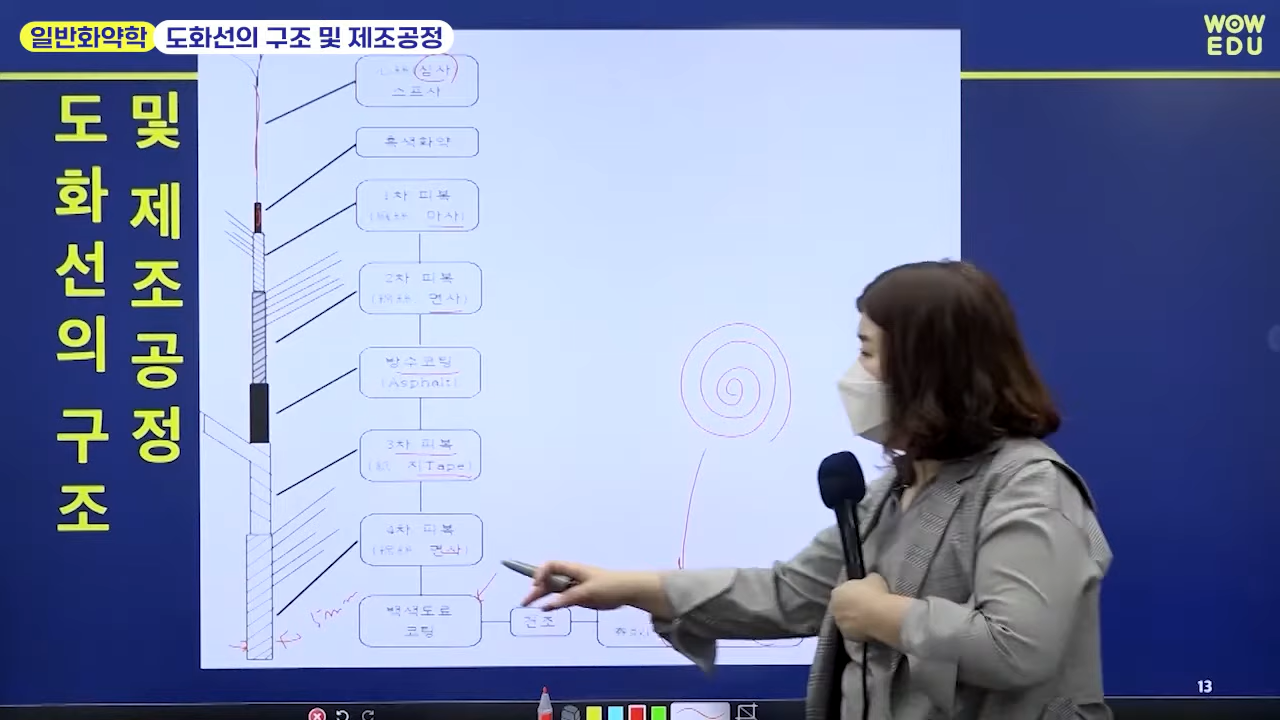 일반화약학 도화선의 구조 및 제조공정
WOW
EDU
도화선의 구조
및 제조공정
심사
스프사
흑색화약
1차 피복
마사)
2차 피복
면사)
방수코팅
(Asphalt)
3차 피복
지Tape)
4차 피복
면사)
백색도료
코팅
건조
5mm
13